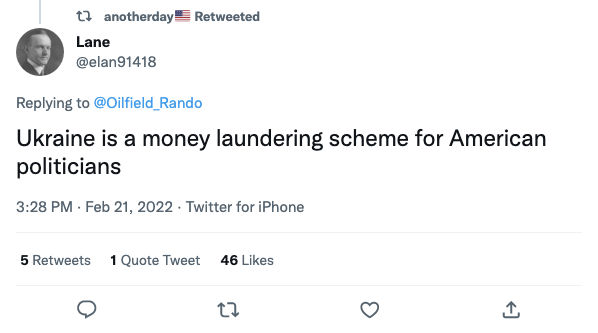 anotherday🇺🇸 Retweeted
Lane
@elan91418
Replying to @Oilfield_Rando
Ukraine is a money laundering scheme for American
politicians
3:28 PM · Feb 21, 2022 · Twitter for iPhone
5 Retweets 1 Quote Tweet 46 Likes